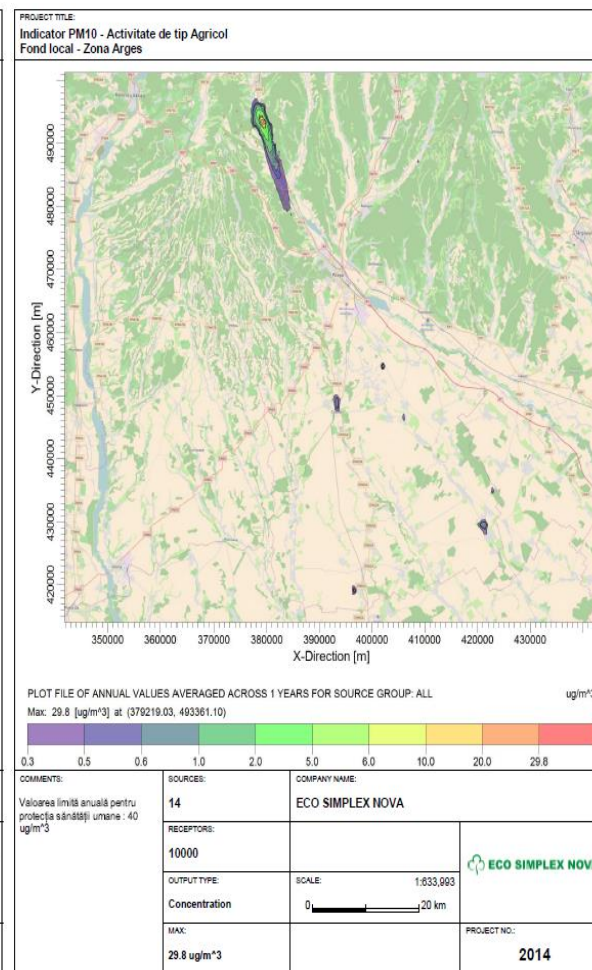 PROJECT TITLE:
Indicator PM10 - Activitate de tip Agricol
Fond local - Zona Arges
Y-Direction [m]
490000
480000
470000
460000
450000
440000
430000
420000
350000 360000 370000 380000 390000 400000 410000 420000 430000
X-Direction [m]
PLOT FILE OF ANNUAL VALUES AVERAGED ACROSS 1 YEARS FOR SOURCE GROUP: ALL
ug/m^3
Max: 29.8 [ug/m^3] at (379219.03, 493361.10)
0.3 0.5 0.6 1.0 2.0 5.0 6.0 10.0 20.0 29.8
COMMENTS:
Valoarea limită anuală pentru
protecția sănătății umane : 40
ug/m^3
SOURCES:
14
COMPANY NAME:
ECO SIMPLEX NOVA
RECEPTORS:
10000
ECO SIMPLEX NOVA
OUTPUT TYPE:
Concentration
SCALE: 1:633,993
0 20 km
MAX:
29.8 ug/m^3
PROJECT NO.:
2014